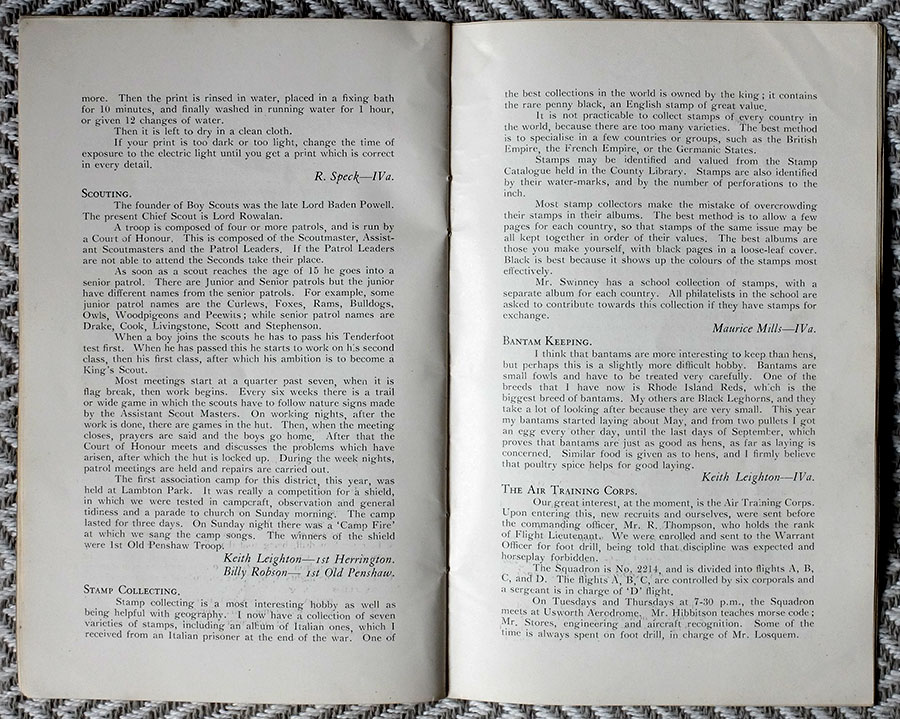 more. Then the print is rinsed in water, placed in a fixing bath
for 10 minutes, and finally washed in running water for 1 hour,
or given 12 changes of water.
Then it is left to dry in a clean cloth.
If your print is too dark or too light, change the time of
exposure to the electric light until you get a print which is correct
in every detail.
R. Speck—IVa.
SCOUTING.
The founder of Boy Scouts was the late Lord Baden Powell.
The present Chief Scout is Lord Rowalan.
A troop is composed of four or more patrols, and is run by
a Court of Honour. This is composed of the Scoutmaster, Assist-
ant Scoutmasters and the Patrol Leaders. If the Patrol Leaders
are not able to attend the Seconds take their place.
As soon as a scout reaches the age of 15 he goes into a
senior patrol. There are Junior and Senior patrols but the junior
have different names from the senior patrols. For example, some
junior patrol names are the Curlews, Foxes, Rams, Bulldogs,
Owls, Woodpigeons and Peewits; while senior patrol names are
Drake, Cook, Livingstone, Scott and Stephenson.
When a boy joins the scouts he has to pass his Tenderfoot
test first. When he has passed this he starts to work on his second
class, then his first class, after which his ambition is to become a
King's Scout.
Most meetings start at a quarter past seven, when it is
flag break, then work begins. Every six weeks there is a trail
or wide game in which the scouts have to follow nature signs made
by the Assistant Scout Masters. On working nights, after the
work is done, there are games in the hut. Then, when the meeting
closes, prayers are said and the boys go home. After that the
Court of Honour meets and discusses the problems which have
arisen, after which the hut is locked up. During the week nights,
patrol meetings are held and repairs are carried out.
The first association camp for this district, this year, was
held at Lambton Park. It was really a competition for a shield,
in which we were tested in campcraft, observation and general
tidiness and a parade to church on Sunday morning. The camp
lasted for three days. On Sunday night there was a 'Camp Fire'
at which we sang the camp songs. The winners of the shield
were 1st Old Penshaw Troop.
Keith Leighton—1st Herrington.
Billy Robson—1st Old Penshaw.
STAMP COLLECTING.
Stamp collecting is a most interesting hobby as well as
being helpful with geography. I now have a collection of seven
varieties of stamps, including an album of Italian ones, which I
received from an Italian prisoner at the end of the war. One of
the best collections in the world is owned by the king; it contains
the rare penny black, an English stamp of great value.
It is not practicable to collect stamps of every country in
the world, because there are too many varieties. The best method
is to specialise in a few countries or groups, such as the British
Empire, the French Empire, or the Germanic States.
Stamps may be identified and valued from the Stamp
Catalogue held in the County Library. Stamps are also identified
by their water-marks, and by the number of perforations to the
inch.
Most stamp collectors make the mistake of overcrowding
their stamps in their albums. The best method is to allow a few
pages for each country, so that stamps of the same issue may be
all kept together in order of their values. The best albums are
those you make yourself, with black pages in a loose-leaf cover.
Black is best because it shows up the colours of the stamps most
effectively.
Mr. Swinney has a school collection of stamps, with a
separate album for each country. All philatelists in the school are
asked to contribute towards this collection if they have stamps for
exchange.
Maurice Mills—IVa.
BANTAM KEEPING.
I think that bantams are more interesting to keep than hens,
but perhaps this is a slightly more difficult hobby. Bantams are
small fowls and have to be treated very carefully. One of the
breeds that I have now is Rhode Island Reds, which is the
biggest breed of bantams. My others are Black Leghorns, and they
take a lot of looking after because they are very small. This year
my bantams started laying about May, and from two pullets I got
an egg every other day, until the last days of September, which
proves that bantams are just as good as hens, as far as laying is
concerned. Similar food is given as to hens, and I firmly believe
that poultry spice helps for good laying.
Keith Leighton—IVa.
THE AIR TRAINING CORPS.
Our great interest, at the moment, is the Air Training Corps.
Upon entering this, new recruits and ourselves, were sent before
the commanding officer, Mr. R. Thompson, who holds the rank
of Flight Lieutenant. We were enrolled and sent to the Warrant
Officer for foot drill, being told that discipline was expected and
horseplay forbidden.
The Squadron is No. 2214, and is divided into flights A, B,
C, and D. The flights A, B, C, are controlled by six corporals and
a sergeant is in charge of 'D' flight.
On Tuesdays and Thursdays at 7-30 p.m., the Squadron
meets at Usworth Aerodrome. Mr. Hibbitson teaches morse code;
Mr. Stores, engineering and aircraft recognition. Some of the
time is always spent on foot drill, in charge of Mr. Losquem.